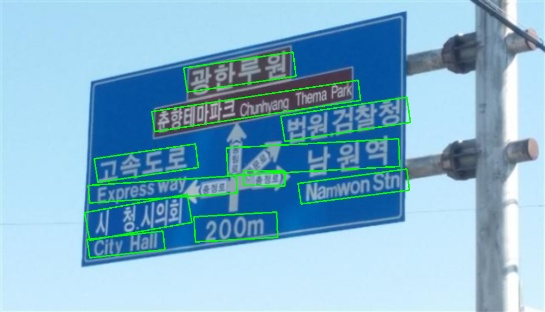 광한루원
춘향테마파크 Chunhyang Thema Park
법원.검찰청
고속도로
Express way
남원역
Namwon Stn
시청.시의회
City Hall
200m